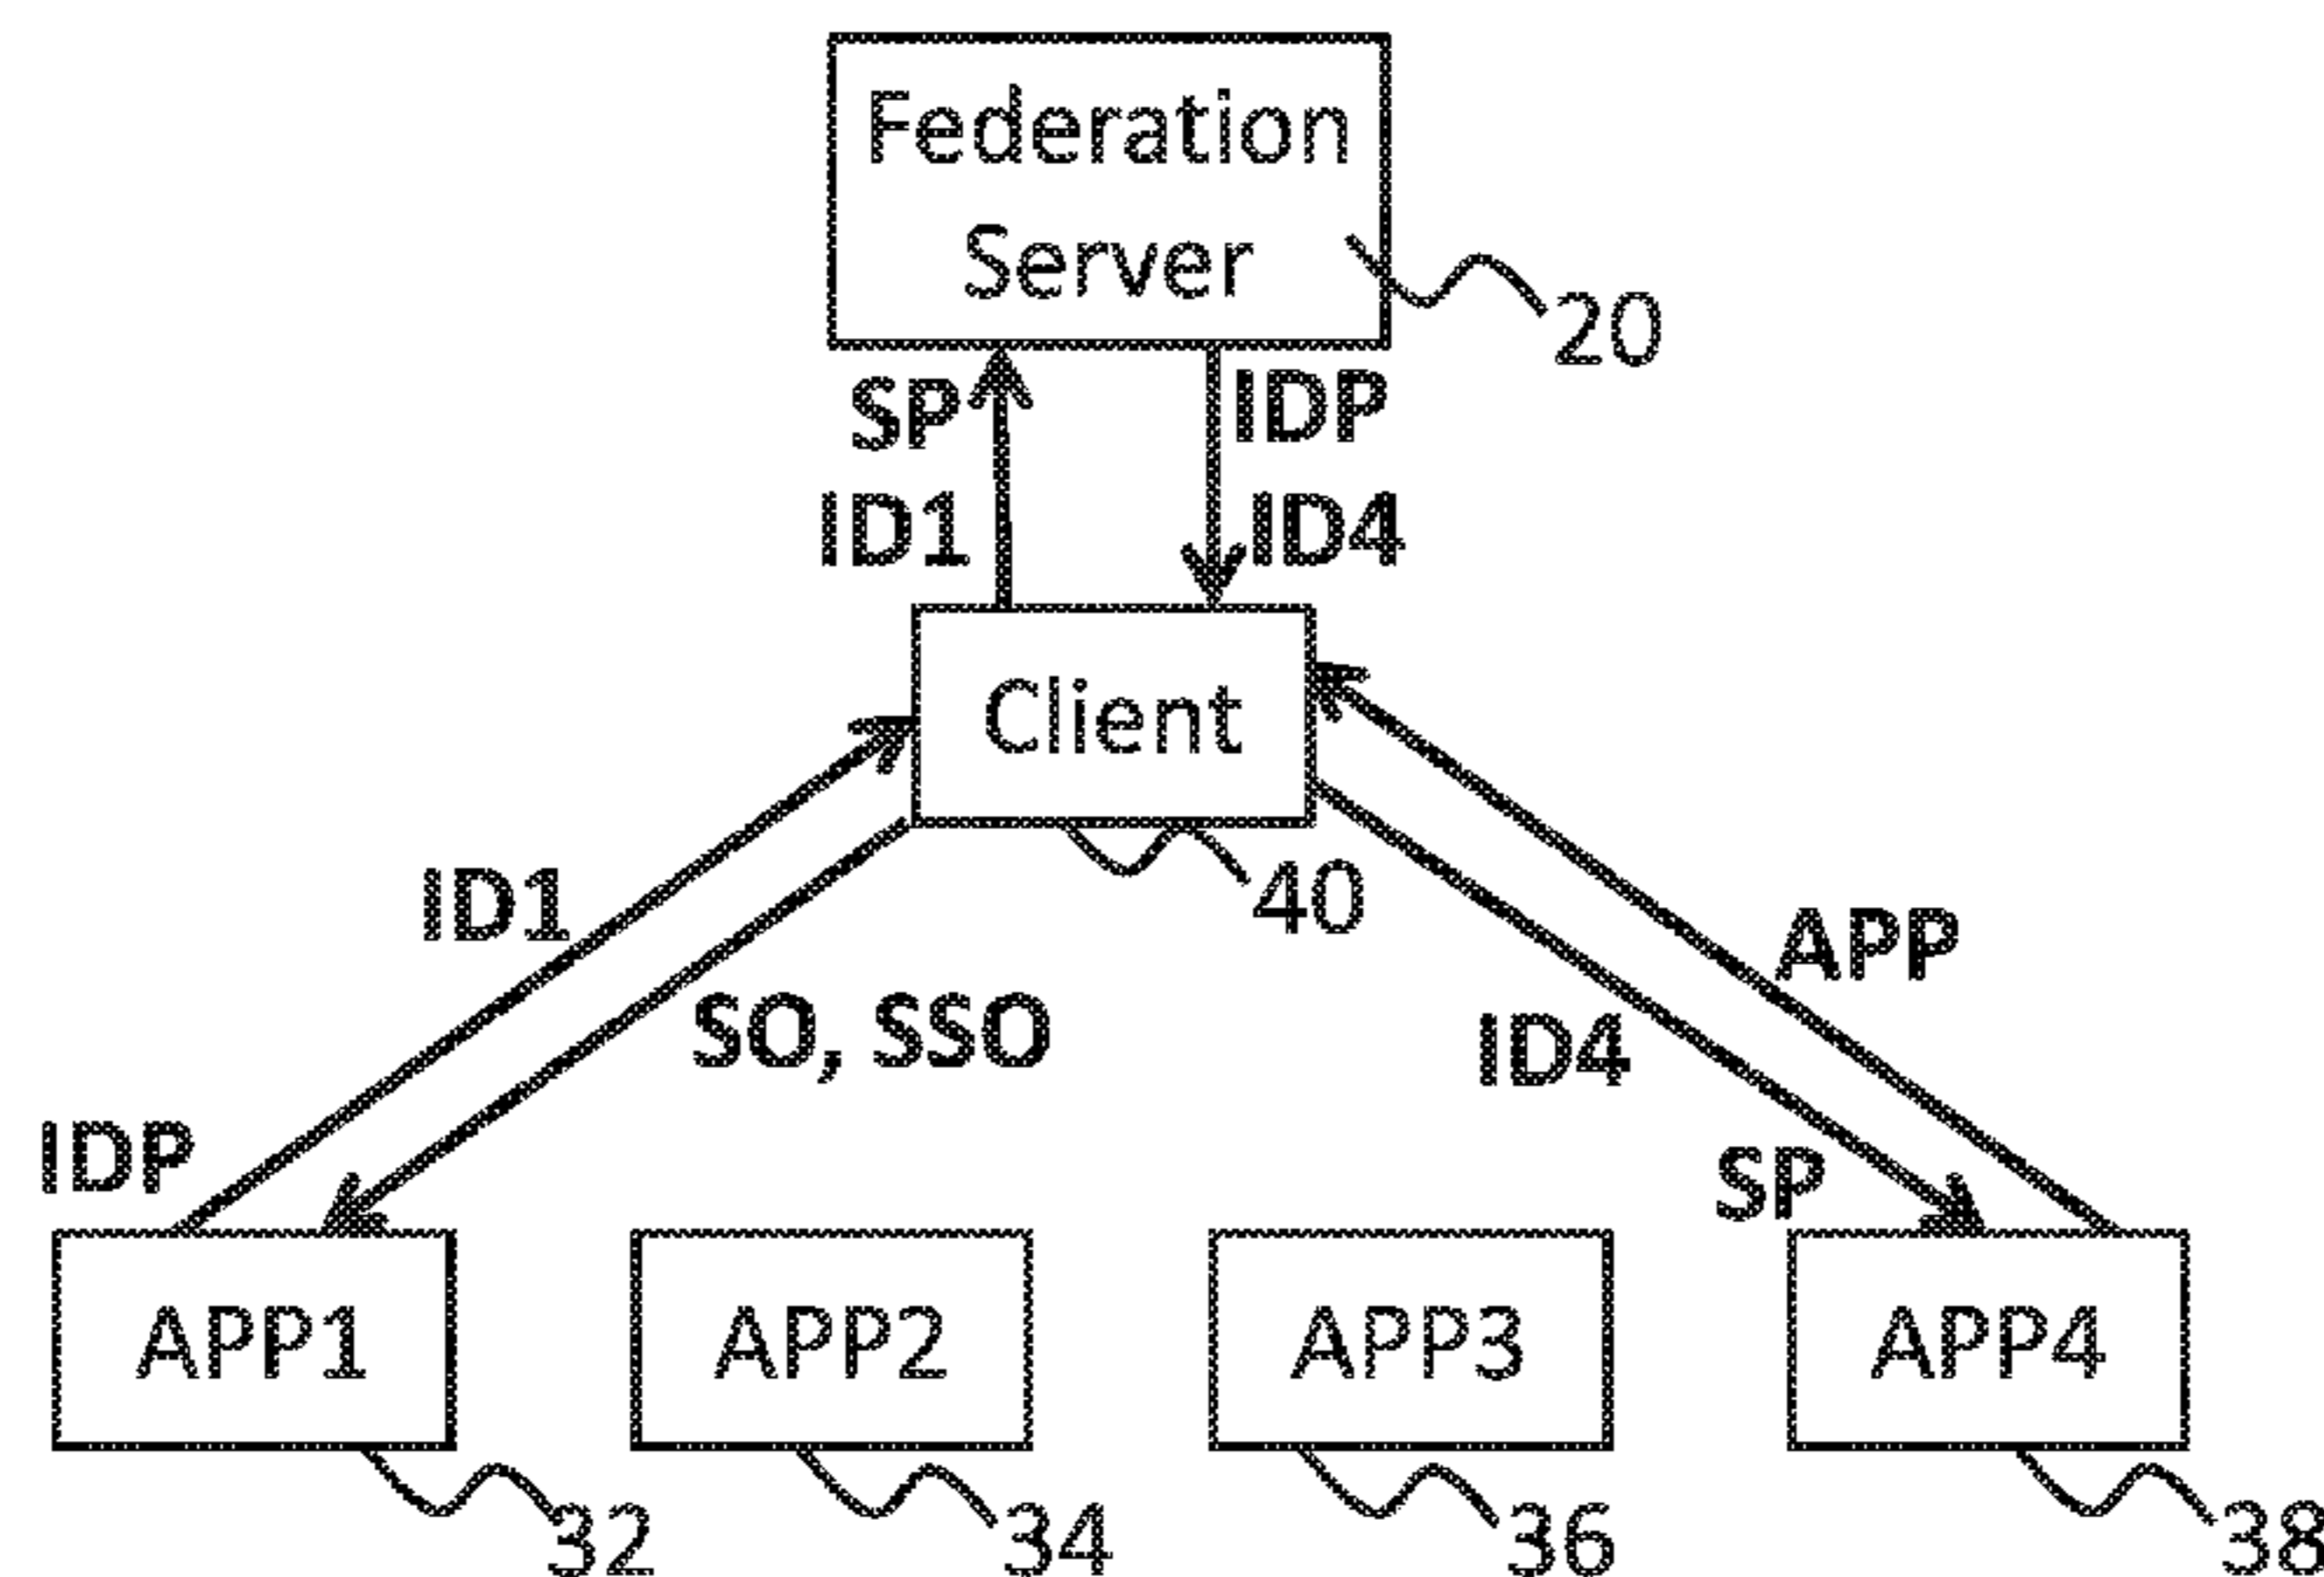 Federation
Server
20
SP
IDP
ID1
ID4
Client
40
ID1
APP
SO, SSO
ID4
IDP
SP
APP1
APP2
APP3
APP4
32
34
36
38